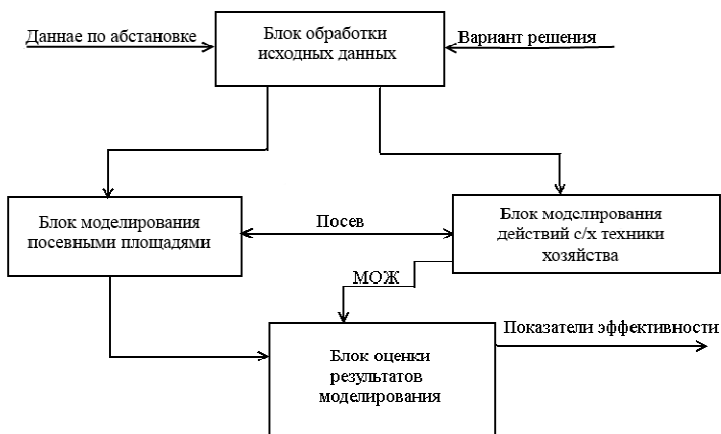 Даннае по абстановке
Блок обработки
исходных данных
Вариант решения
Блок моделирования
посевными площадями
Посев
Блок моделирования
действий с/х техники
хозяйства
МОЖ
Блок оценки
результатов
моделирования
Показатели эффективности